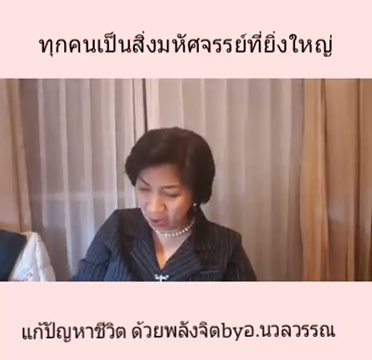 ทุกคนเป็นสิ่งมหัศจรรย์ที่ยิ่งใหญ่
แก้ปัญหาชีวิต ด้วยพลังจิตbyอ.นวลวรรณ